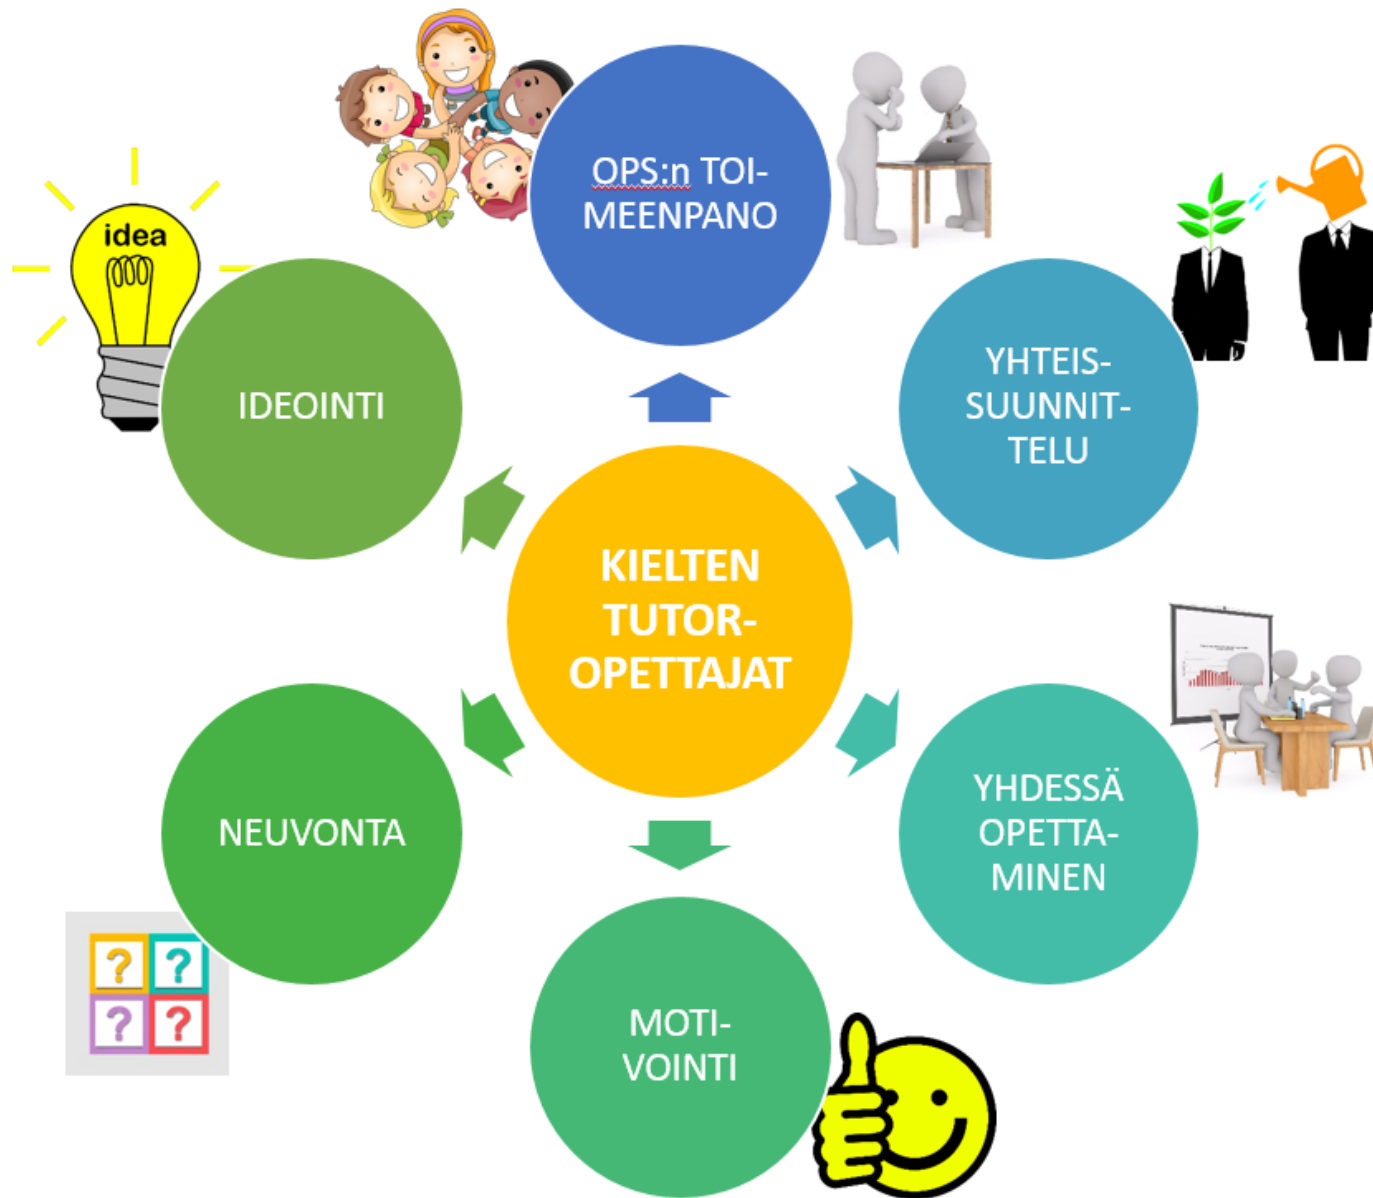 idea
OPS:n TOI-
MEENPANO
YHTEIS-
SUUNNIT-
TELU
IDEOINTI
KIELTEN
TUTOR-
OPETTAJAT
YHDESSÄ
OPETTA-
MINEN
NEUVONTA
? ?
? ?
MOTI-
VOINTI